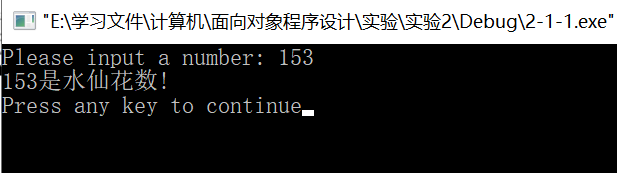 "E:\学习文件\计算机\面向对象程序设计\实验\实验2\Debug\2-1-1.exe"
Please input a number: 153
153是水仙花数!
Press any key to continue